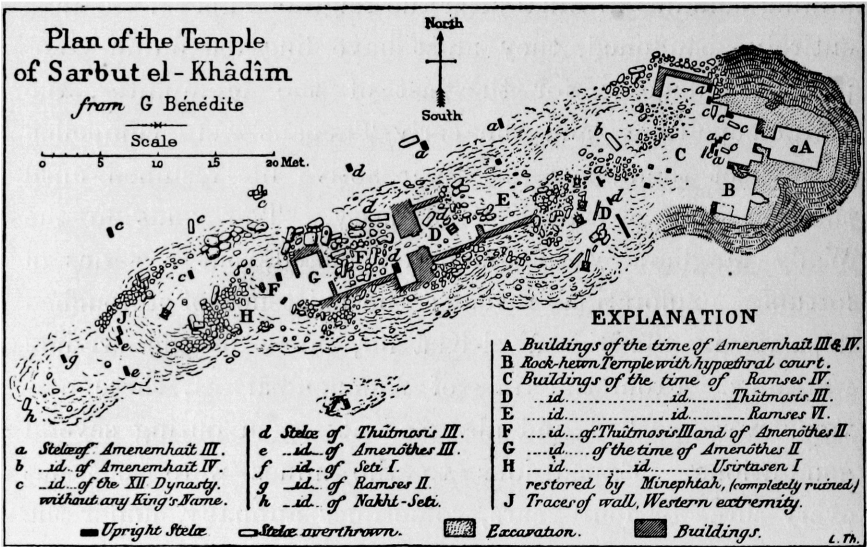 Plan of the Temple
of Sarbut el-Khâdîm
from G Bénédite
Scale
0 5 10 15 20 Met.
North
South
EXPLANATION
A Buildings of the time of Amenemhaît III & IV.
B Rock-hewn Temple with hypæthral court.
C Buildings of the time of Ramses IV.
D ....id..............id......Thûtmosis III.
E ....id..............id........Ramses VI.
F ....id....of Thûtmosis III and of Amenôthes II.
G ....id....of the time of Amenôthes II
H ....id..........id......Usirtasen I
restored by Minephtah, (completely ruined)
J Traces of wall, Western extremity.
a Stelæ of Amenemhaît III.
b id. of Amenemhaît IV.
c id...of the XII Dynasty.
without any King's Name.
d Stelæ of Thûtmosis III.
e ..id...of Amenôthes III.
f ..id. of Seti I.
g ..id. of Ramses II.
h ..id. of Nakht-Seti.
Upright Stelæ
Stelæ overthrown.
Excavation.
Buildings.
L. Th.
A
B
C
D
E
D
F
G
F
H
J
a
a
a
b
c
c
c
d
d
d
e
f
g
h